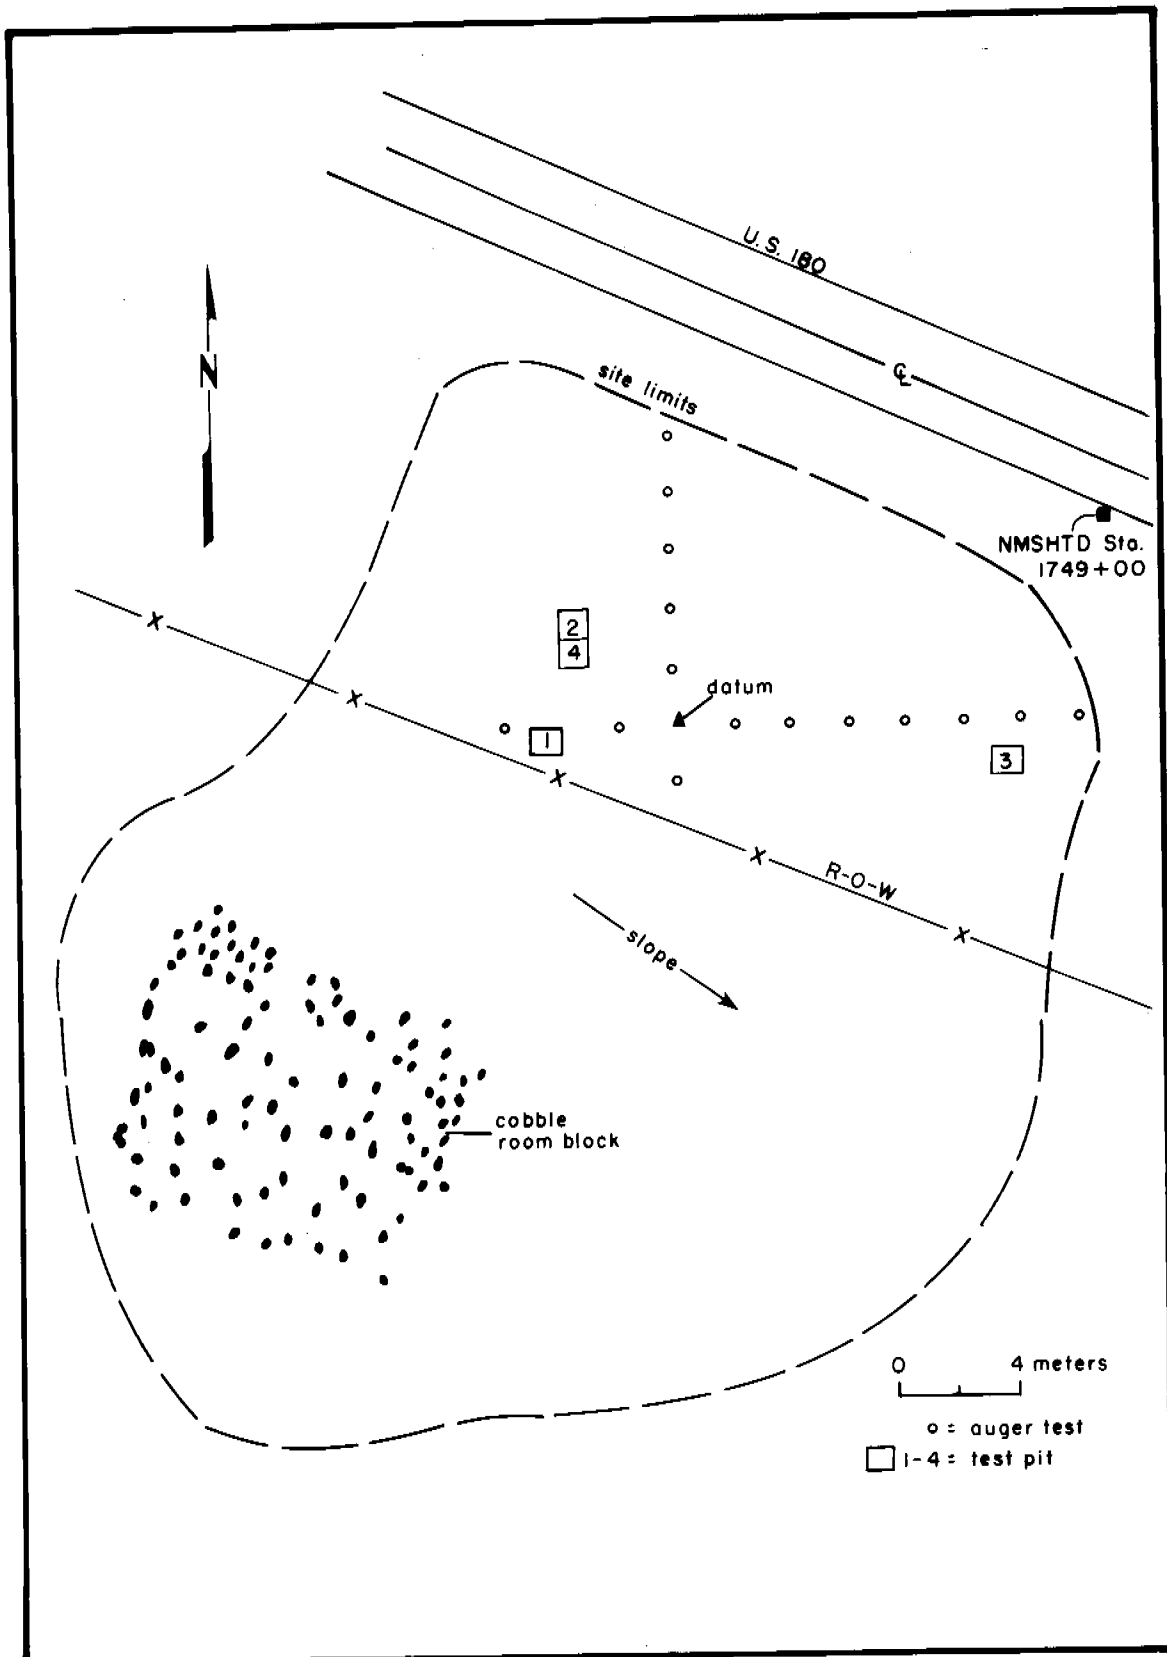 U.S. 180
℄
N
site limits
NMSHTD Sta.
1749+00
2
4
datum
1
3
X
X
X
X
R-O-W
X
slope
cobble
room block
0 4 meters
o = auger test
1-4 = test pit